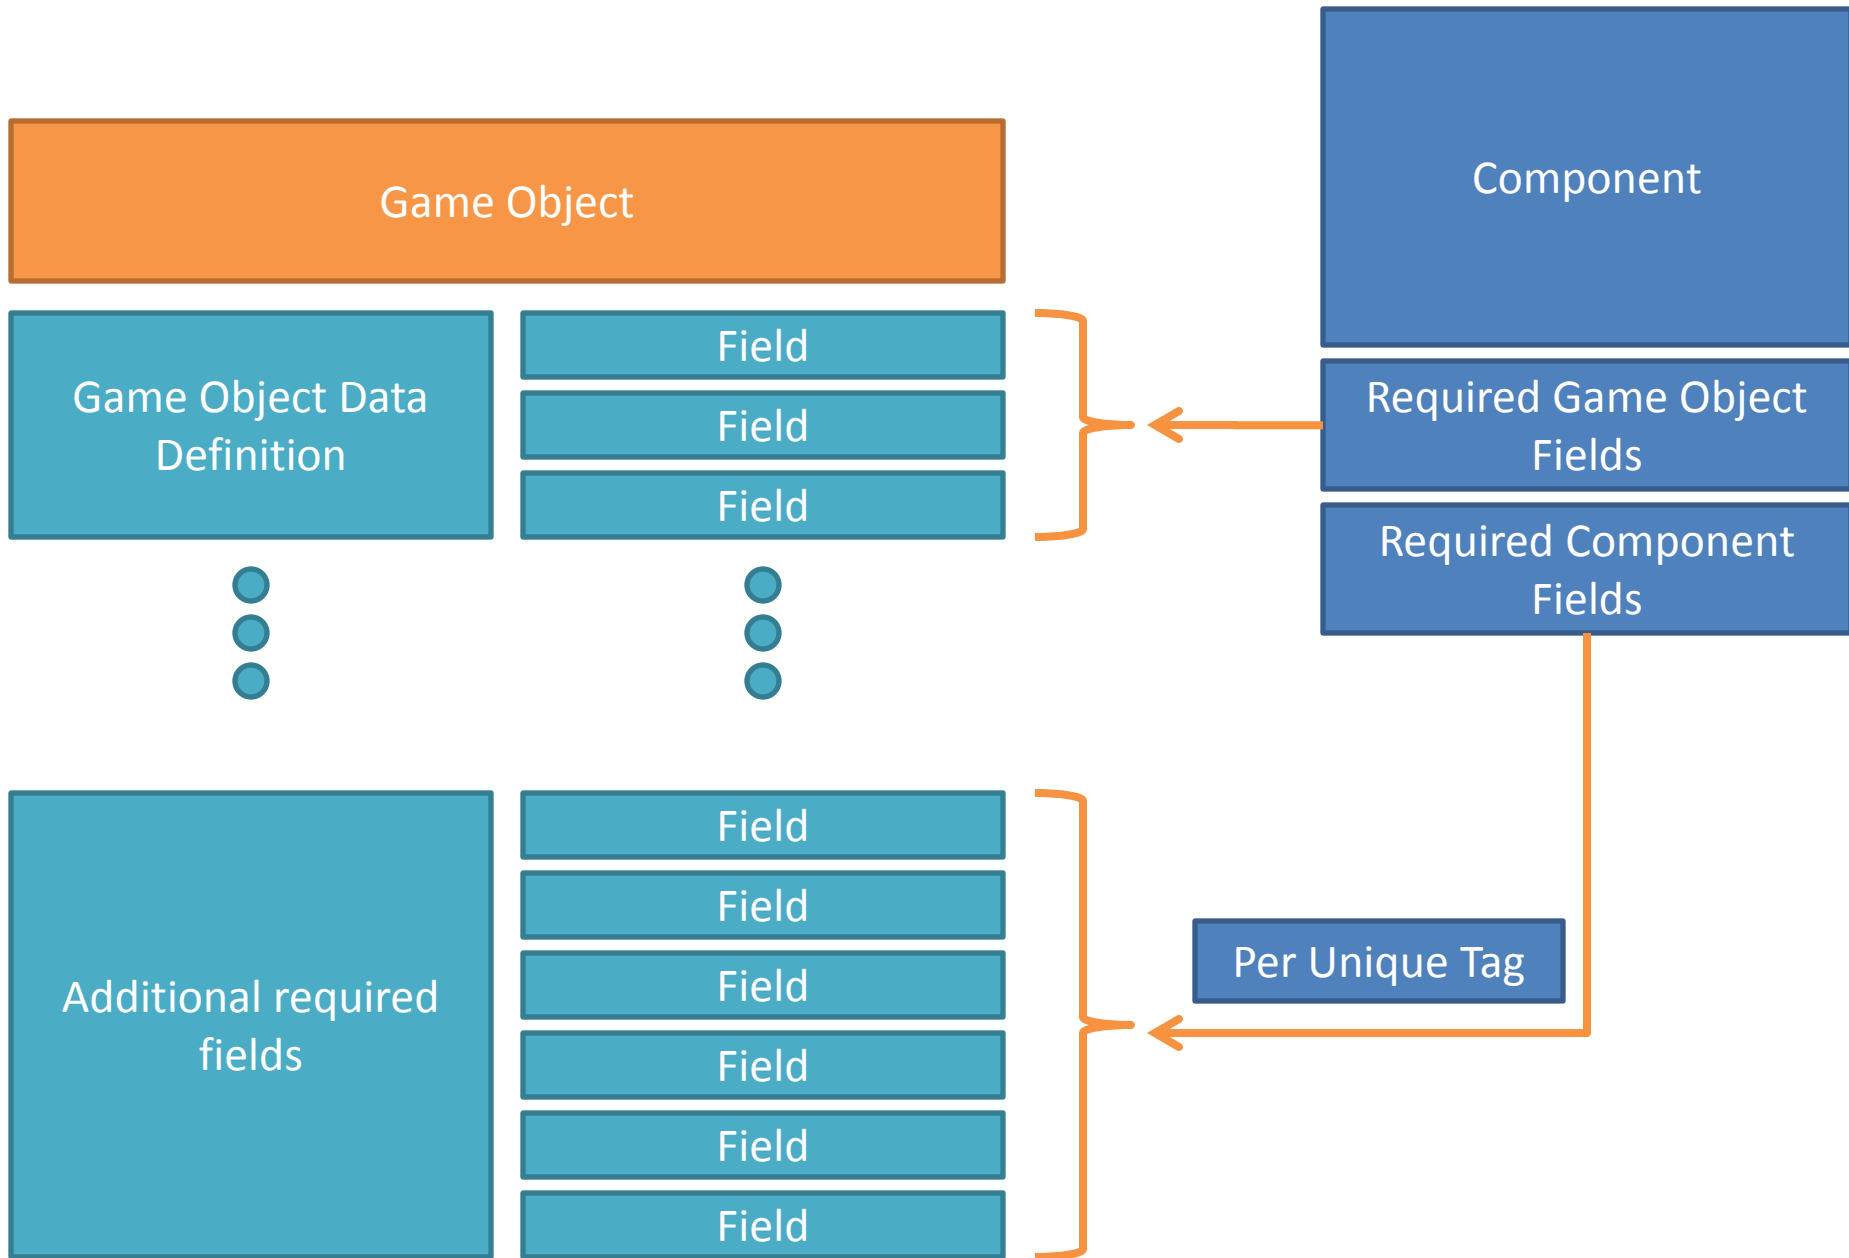 Game Object
Game Object Data
Definition
Field
Field
Field
Additional required
fields
Field
Field
Field
Field
Field
Field
Component
Required Game Object
Fields
Required Component
Fields
Per Unique Tag